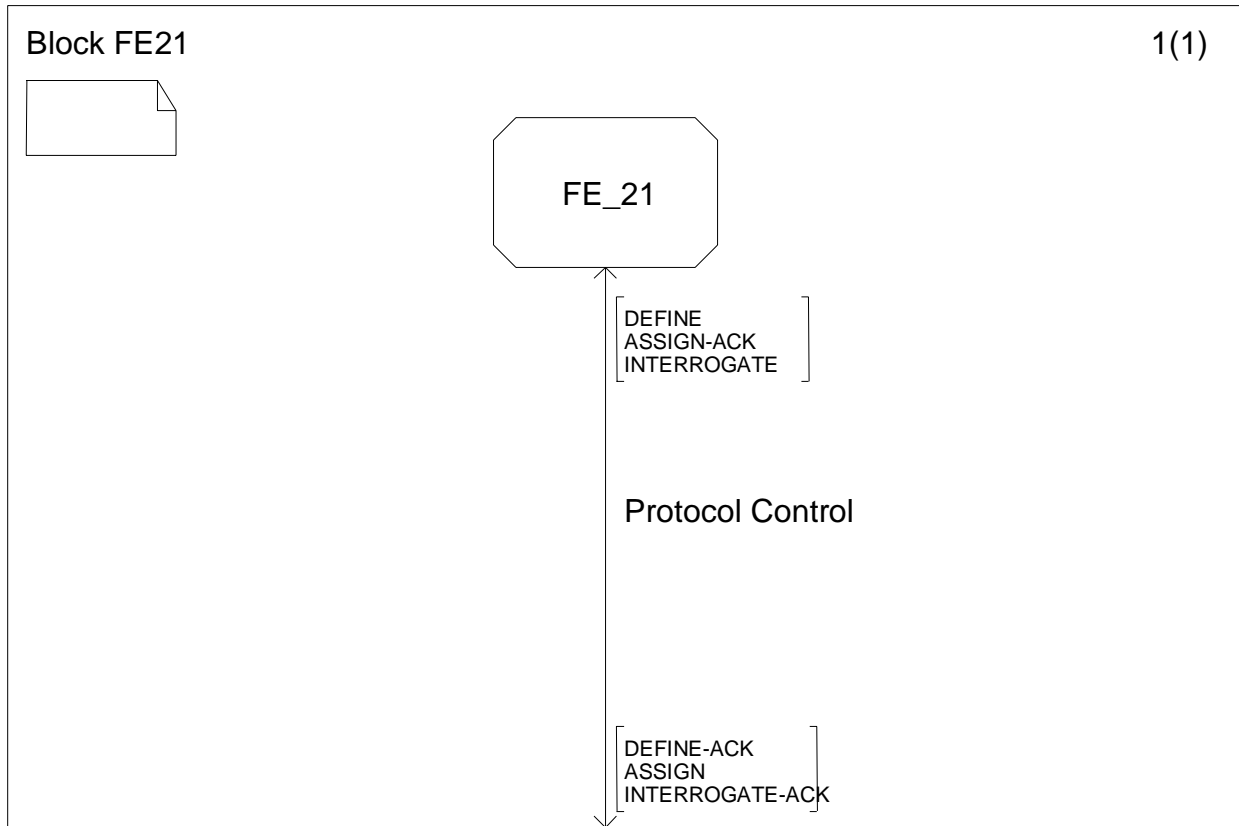 Block FE21
1(1)
FE_21
DEFINE
ASSIGN-ACK
INTERROGATE
Protocol Control
DEFINE-ACK
ASSIGN
INTERROGATE-ACK